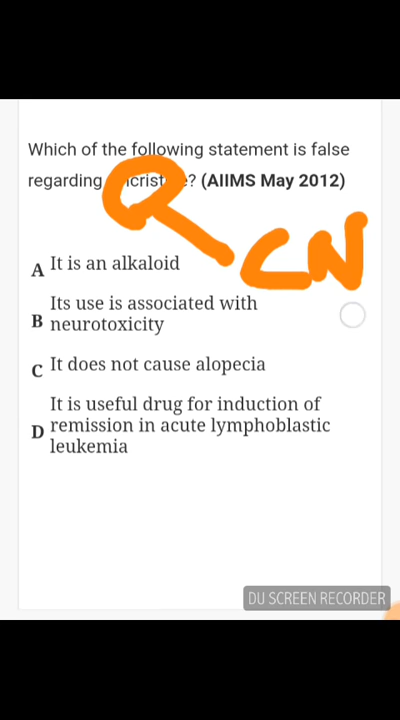 Which of the following statement is false
regarding ? (AIIMS May 2012)
CN
A It is an alkaloid
Its use is associated with
B neurotoxicity
C It does not cause alopecia
It is useful drug for induction of
D remission in acute lymphoblastic
leukemia
DU SCREEN RECORDER